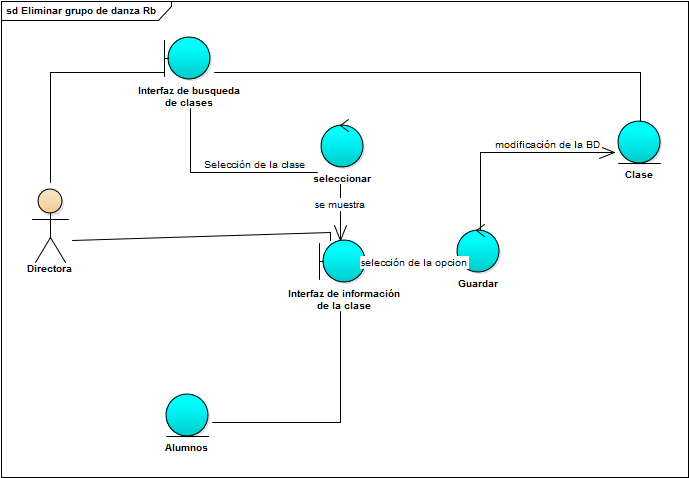 sd Eliminar grupo de danza Rb
Interfaz de busqueda
de clases
Selección de la clase
seleccionar
modificación de la BD
Clase
se muestra
Directora
selección de la opcion
Guardar
Interfaz de información
de la clase
Alumnos